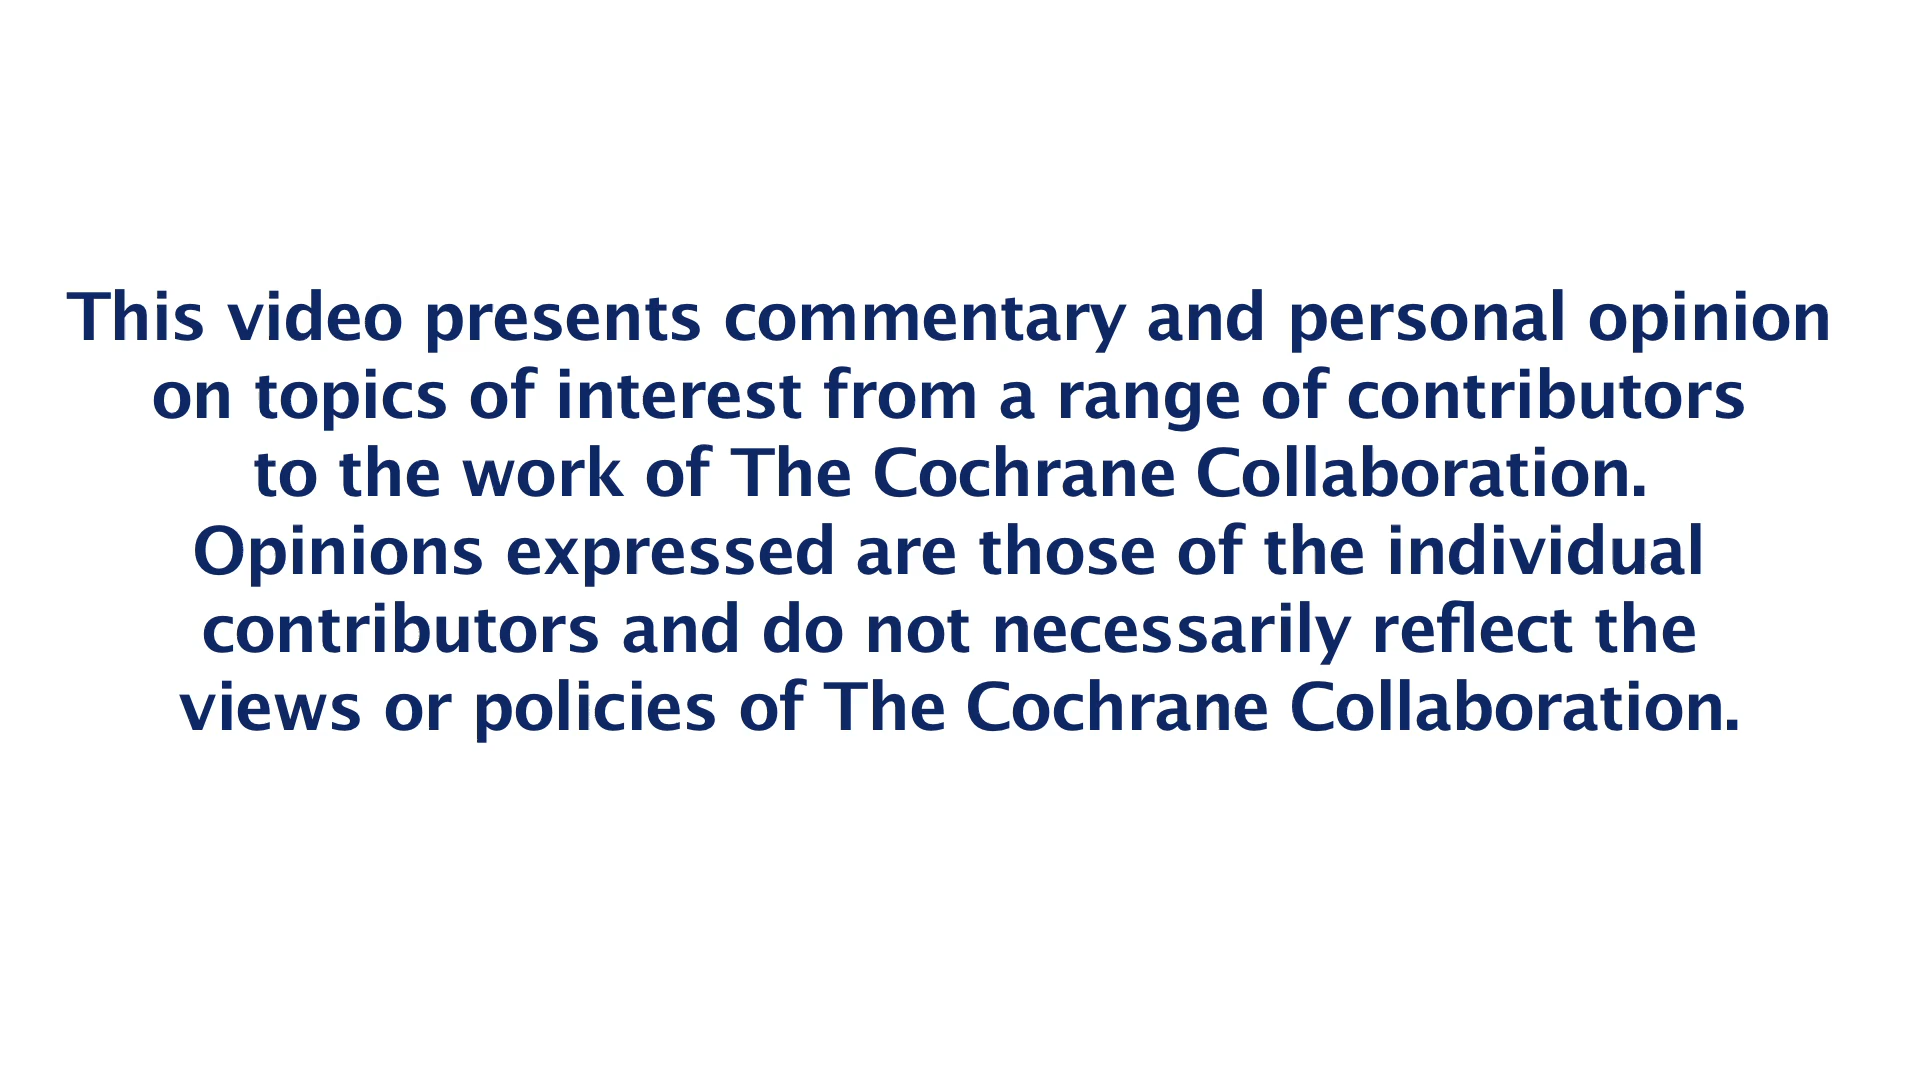 This video presents commentary and personal opinion
on topics of interest from a range of contributors
to the work of The Cochrane Collaboration.
Opinions expressed are those of the individual
contributors and do not necessarily reflect the
views or policies of The Cochrane Collaboration.